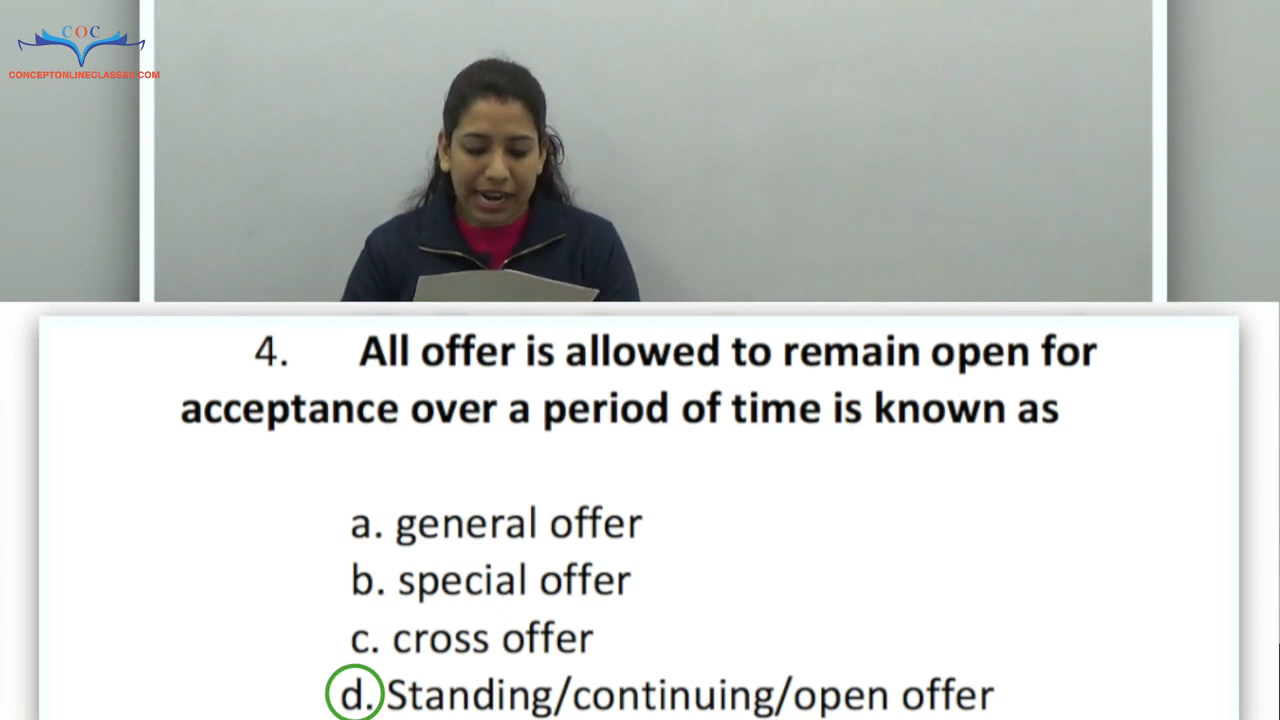 COC
CONCEPTONLINECLASSES.COM
4. All offer is allowed to remain open for
acceptance over a period of time is known as
a. general offer
b. special offer
c. cross offer
d. Standing/continuing/open offer